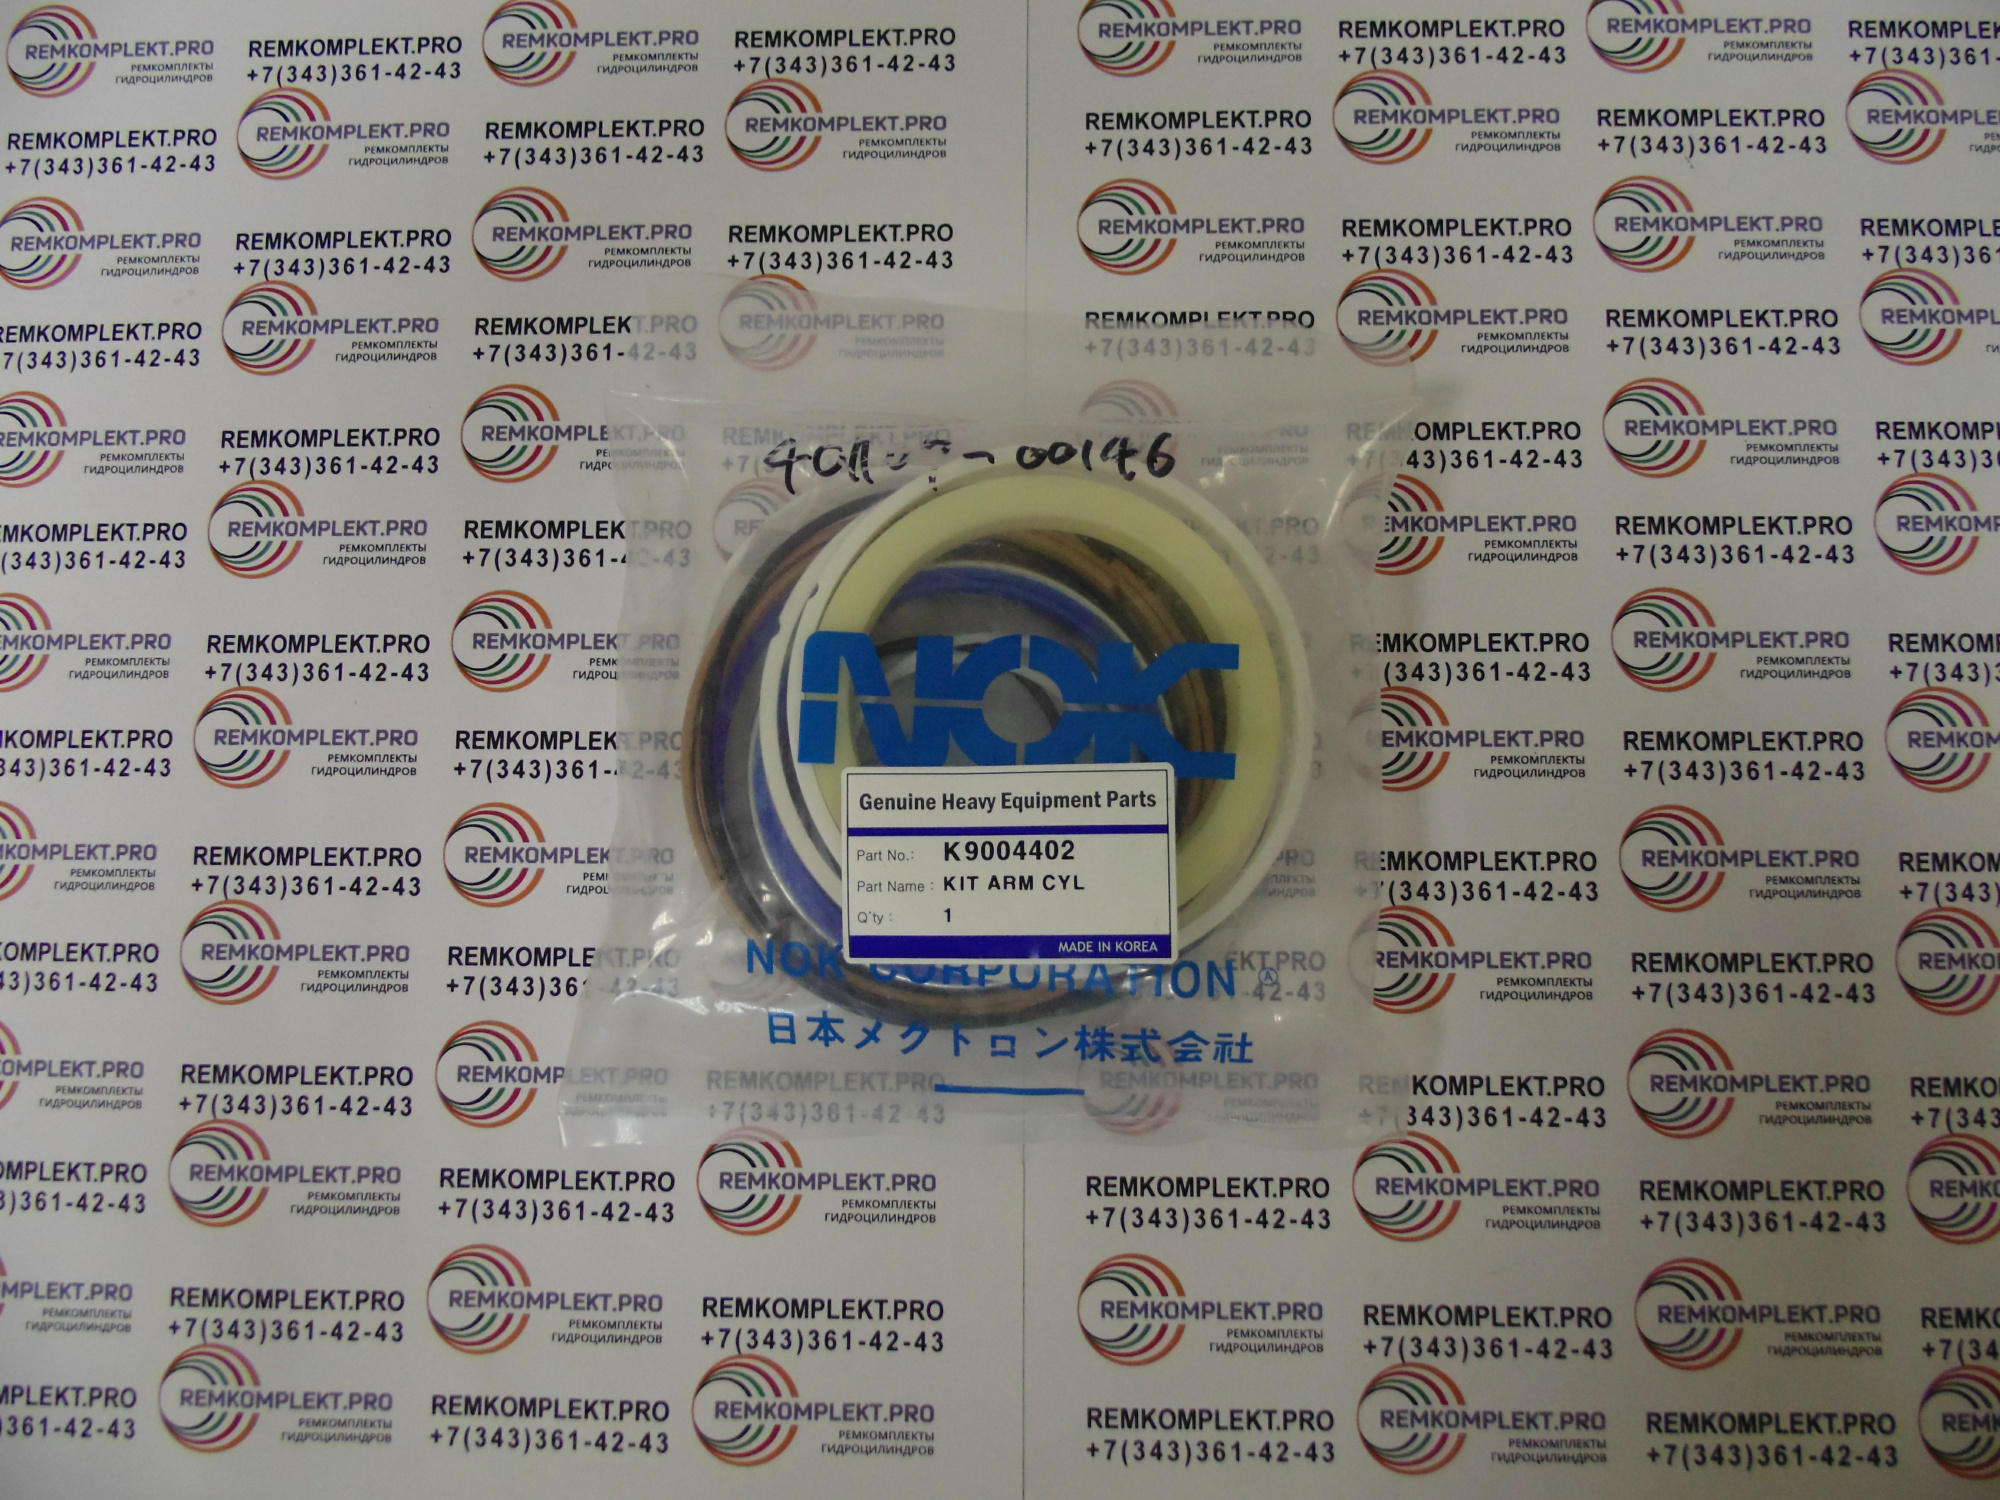 REMKOMPLEKT.PRO
РЕМКОМПЛЕКТЫ
ГИДРОЦИЛИНДРОВ
REMKOMPLEKT.PRO
+7(343)361-42-43
00146
NOK
Genuine Heavy Equipment Parts
Part No.: K9004402
Part Name : KIT ARM CYL
Q'ty : 1
MADE IN KOREA
NOK CORPORATION
日本メクトロン株式会社